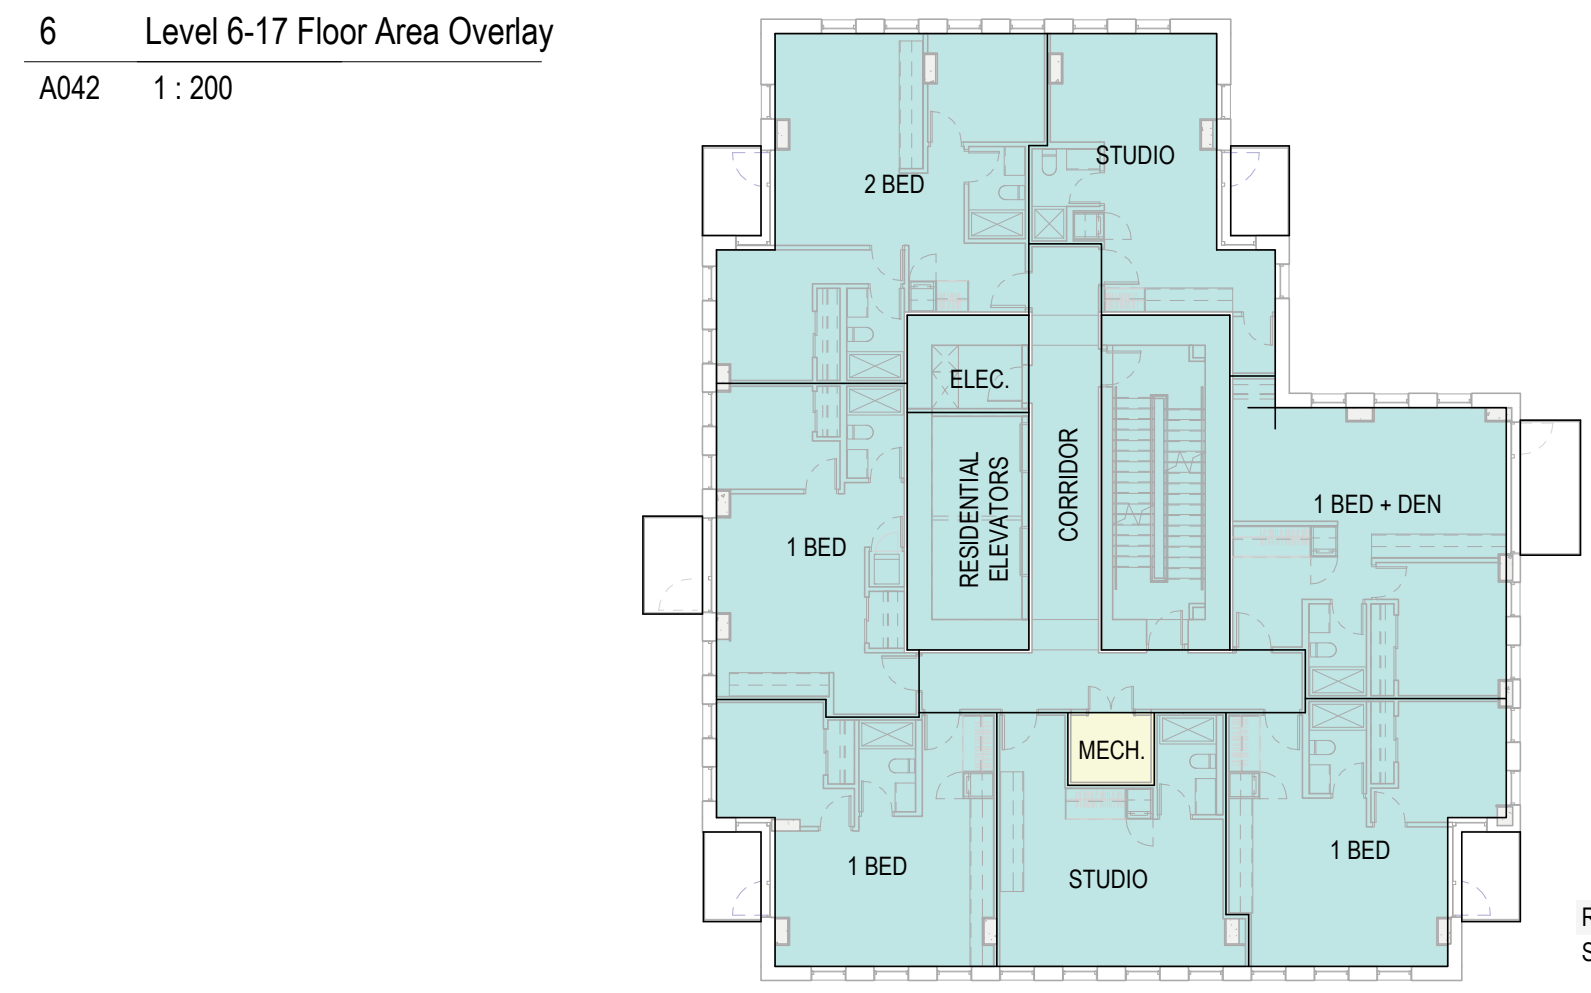 6 Level 6-17 Floor Area Overlay
A042 1 : 200
STUDIO
2 BED
ELEC.
RESIDENTIAL
ELEVATORS
CORRIDOR
1 BED + DEN
1 BED
MECH.
1 BED
STUDIO
1 BED